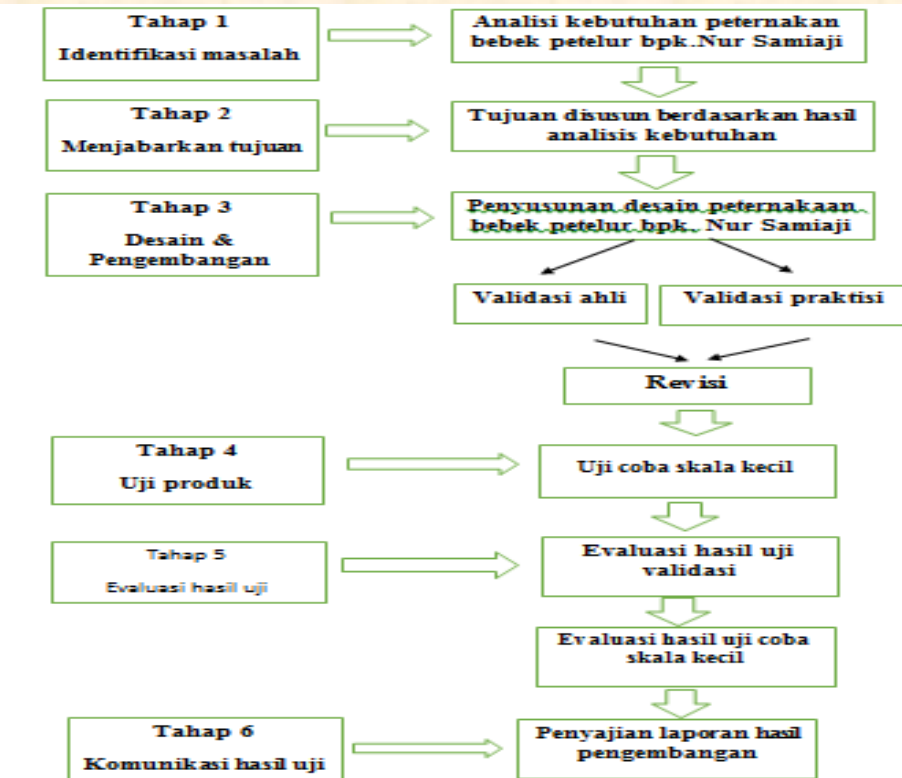 Tahap 1
Identifikasi masalah
Analisi kebutuhan peternakan
bebek petelur bpk.Nur Samiaji
Tahap 2
Menjabarkan tujuan
Tujuan disusun berdasarkan hasil
analisis kebutuhan
Tahap 3
Desain &
Pengembangan
Penyusunan desain peternakaan
bebek petelur bpk. Nur Samiaji
Validasi ahli
Validasi praktisi
Revisi
Tahap 4
Uji produk
Uji coba skala kecil
Tahap 5
Evaluasi hasil uji
Evaluasi hasil uji
validasi
Evaluasi hasil uji coba
skala kecil
Tahap 6
Komunikasi hasil uji
Penyajian laporan hasil
pengembangan